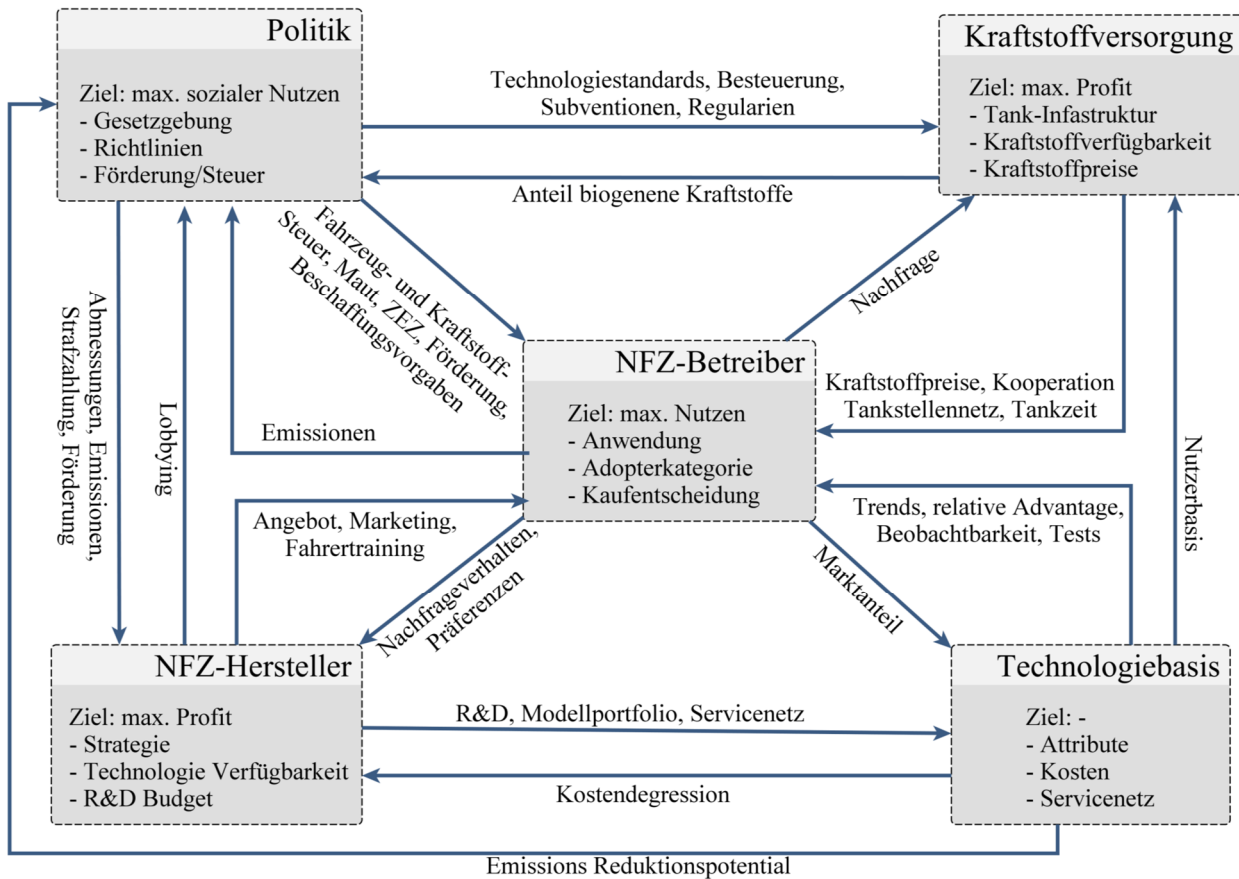 Politik
Ziel: max. sozialer Nutzen
- Gesetzgebung
- Richtlinien
- Förderung/Steuer
Technologiestandards, Besteuerung,
Subventionen, Regularien
Anteil biogenene Kraftstoffe
Kraftstoffversorgung
Ziel: max. Profit
- Tank-Infastruktur
- Kraftstoffverfügbarkeit
- Kraftstoffpreise
Fahrzeug- und Kraftstoff-
Steuer, Maut, ZEZ, Förderung,
Beschaffungsvorgaben
Nachfrage
Abmessungen, Emissionen,
Strafzahlung, Förderung
Lobbying
Emissionen
NFZ-Betreiber
Ziel: max. Nutzen
- Anwendung
- Adopterkategorie
- Kaufentscheidung
Kraftstoffpreise, Kooperation
Tankstellennetz, Tankzeit
Nutzerbasis
Angebot, Marketing,
Fahrertraining
Nachfrageverhalten,
Präferenzen
Trends, relative Advantage,
Beobachtbarkeit, Tests
Marktanteil
NFZ-Hersteller
Ziel: max. Profit
- Strategie
- Technologie Verfügbarkeit
- R&D Budget
R&D, Modellportfolio, Servicenetz
Kostendegression
Technologiebasis
Ziel: -
- Attribute
- Kosten
- Servicenetz
Emissions Reduktionspotential